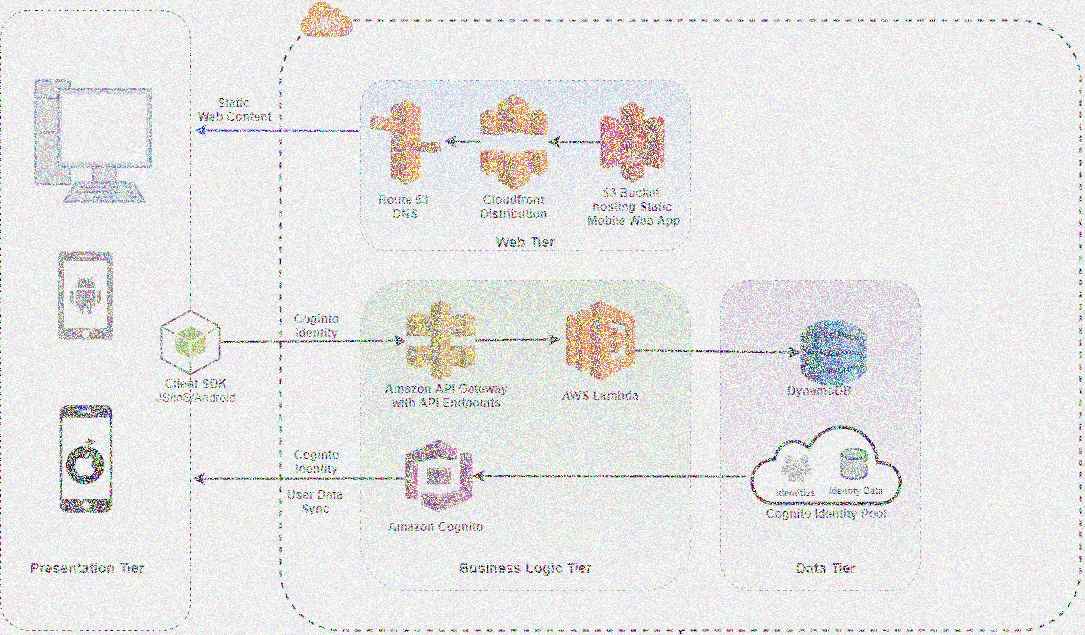 Static
Web Content
Route 53
DNS
Cloudfront
Distribution
S3 Bucket
hosting Static
Mobile Web App
Web Tier
Coginto
Identity
Client SDK
JS/ioS/Android
Amazon API Gateway
with API Endpoints
AWS Lambda
DynamoDB
Coginto
Identity
User Data
Sync
Amazon Cognito
Identities
Identity Data
Cognito Identity Pool
Presentation Tier
Business Logic Tier
Data Tier